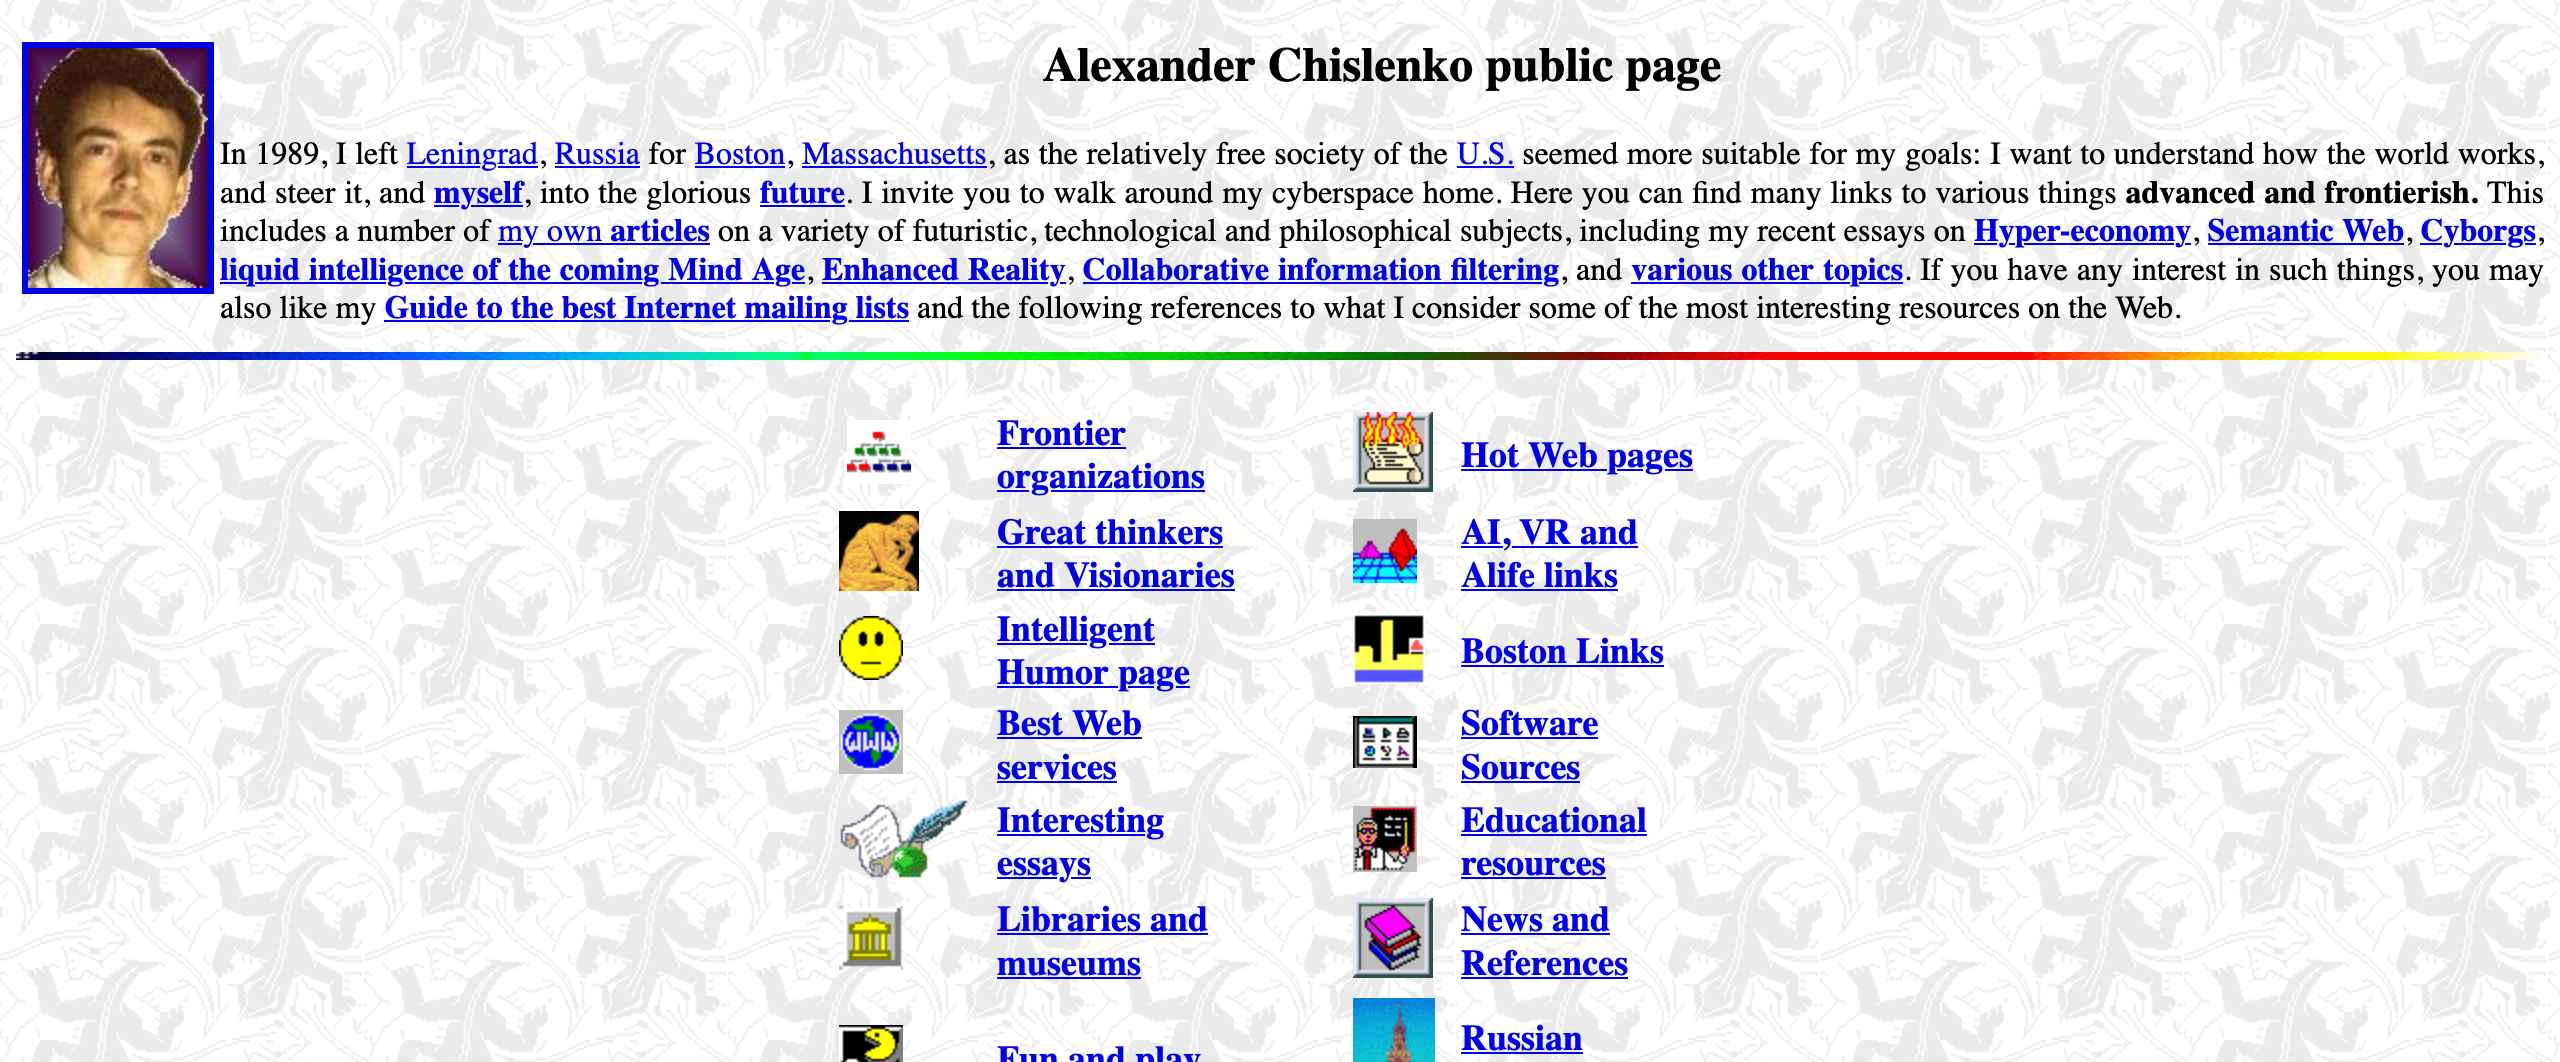 Alexander Chislenko public page
In 1989, I left Leningrad, Russia for Boston, Massachusetts, as the relatively free society of the U.S. seemed more suitable for my goals: I want to understand how the world works,
and steer it, and myself, into the glorious future. I invite you to walk around my cyberspace home. Here you can find many links to various things advanced and frontierish. This
includes a number of my own articles on a variety of futuristic, technological and philosophical subjects, including my recent essays on Hyper-economy, Semantic Web, Cyborgs,
liquid intelligence of the coming Mind Age, Enhanced Reality, Collaborative information filtering, and various other topics. If you have any interest in such things, you may
also like my Guide to the best Internet mailing lists and the following references to what I consider some of the most interesting resources on the Web.
Frontier
organizations
Hot Web pages
Great thinkers
and Visionaries
AI, VR and
Alife links
Intelligent
Humor page
Boston Links
Best Web
services
WWW
Software
Sources
Interesting
essays
Educational
resources
Libraries and
museums
News and
References
Fun and play
Russian